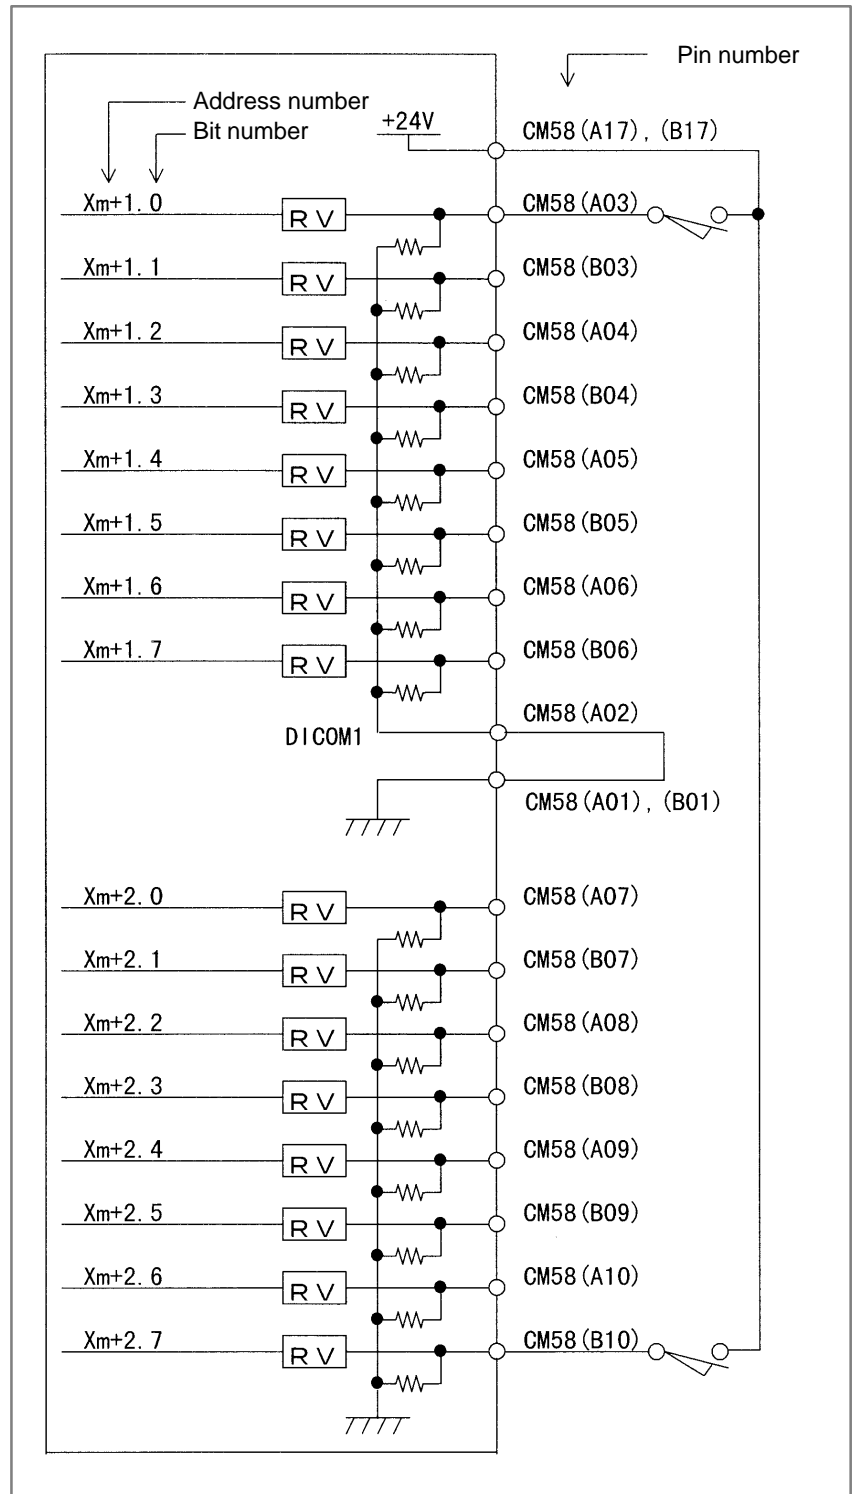 Pin number
Address number
Bit number
+24V
CM58(A17), (B17)
Xm+1.0
RV
CM58(A03)
Xm+1.1
RV
CM58(B03)
Xm+1.2
RV
CM58(A04)
Xm+1.3
RV
CM58(B04)
Xm+1.4
RV
CM58(A05)
Xm+1.5
RV
CM58(B05)
Xm+1.6
RV
CM58(A06)
Xm+1.7
RV
CM58(B06)
CM58(A02)
DICOM1
CM58(A01), (B01)
Xm+2.0
RV
CM58(A07)
Xm+2.1
RV
CM58(B07)
Xm+2.2
RV
CM58(A08)
Xm+2.3
RV
CM58(B08)
Xm+2.4
RV
CM58(A09)
Xm+2.5
RV
CM58(B09)
Xm+2.6
RV
CM58(A10)
Xm+2.7
RV
CM58(B10)